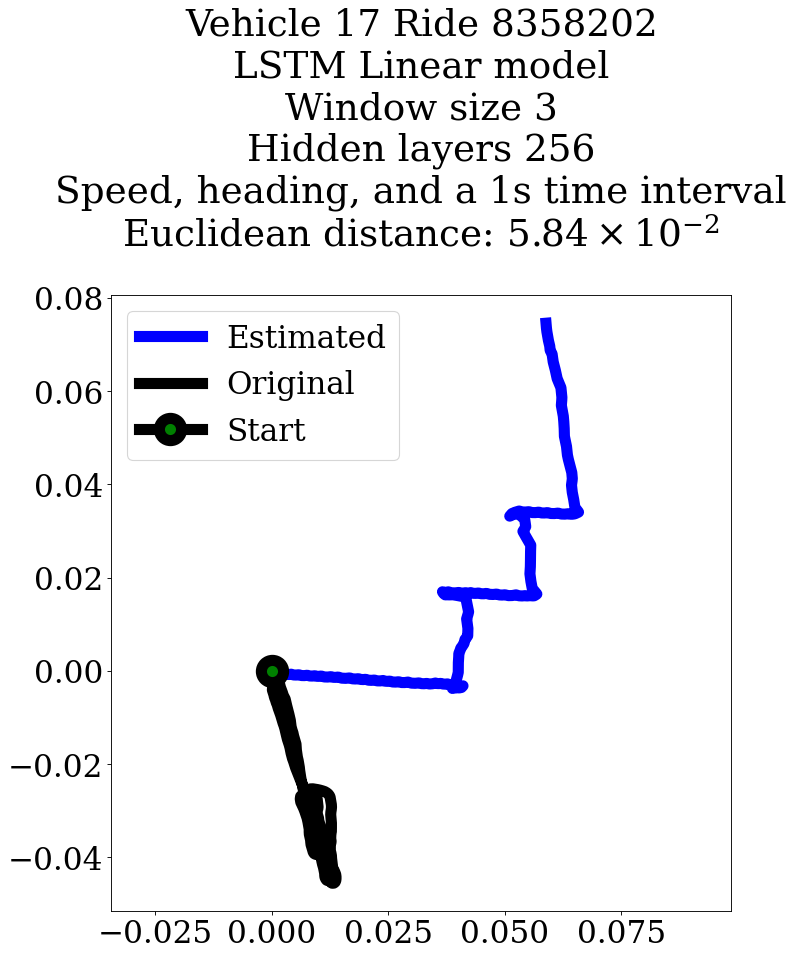 Vehicle 17 Ride 8358202
LSTM Linear model
Window size 3
Hidden layers 256
Speed, heading, and a 1s time interval
Euclidean distance: 5.84 × 10⁻²
Estimated
Original
Start
0.08
0.06
0.04
0.02
0.00
−0.02
−0.04
−0.025 0.000 0.025 0.050 0.075